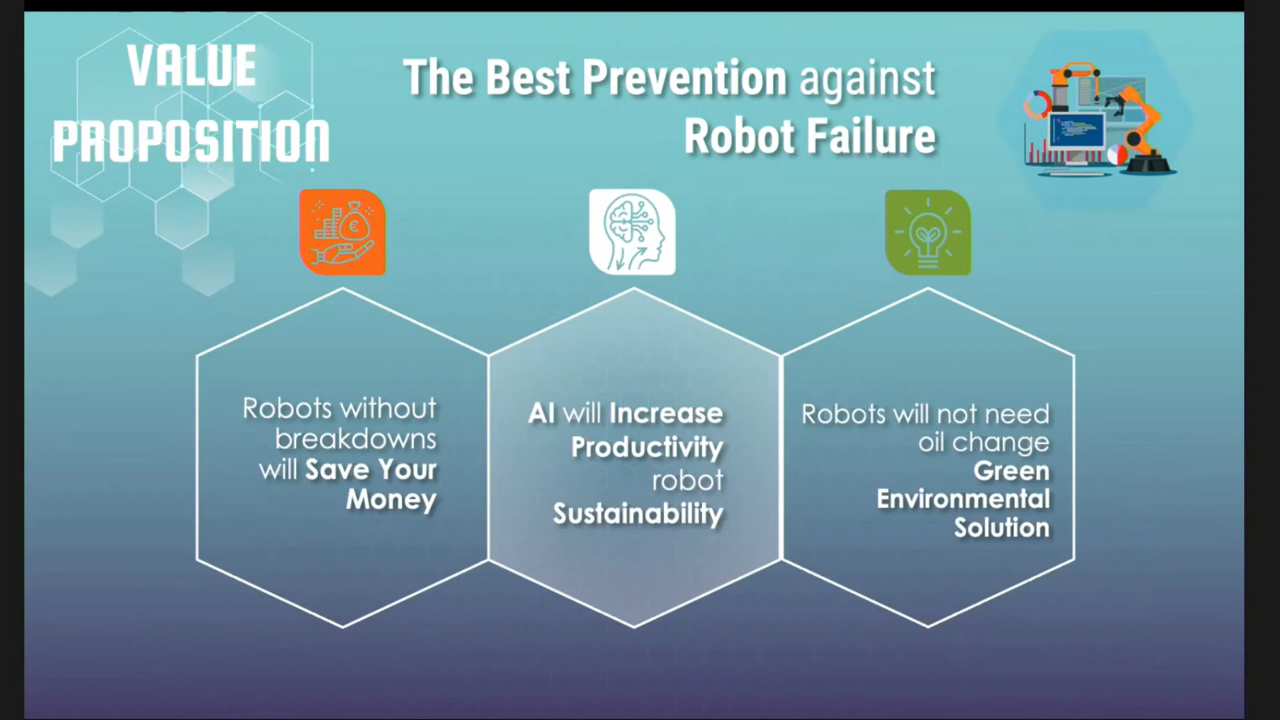 VALUE
PROPOSITION
The Best Prevention against
Robot Failure
€
Robots without
breakdowns
will Save Your
Money
AI will Increase
Productivity
robot
Sustainability
Robots will not need
oil change
Green
Environmental
Solution